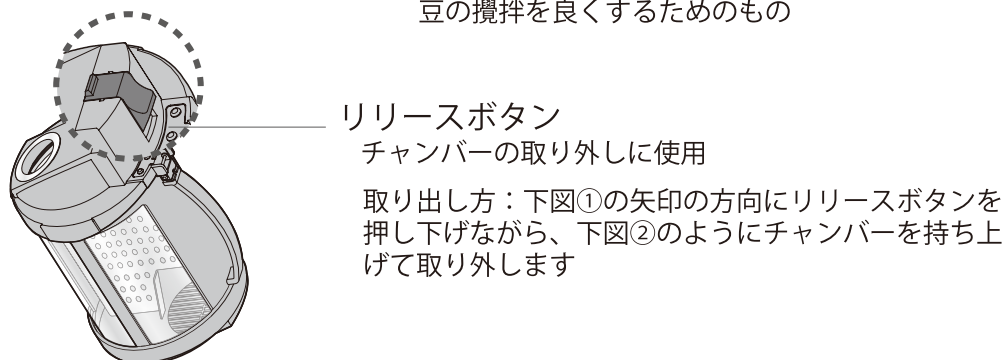 豆の攪拌を良くするためのもの
リリースボタン
チャンバーの取り外しに使用
取り出し方：下図①の矢印の方向にリリースボタンを
押し下げながら、下図②のようにチャンバーを持ち上
げて取り外します